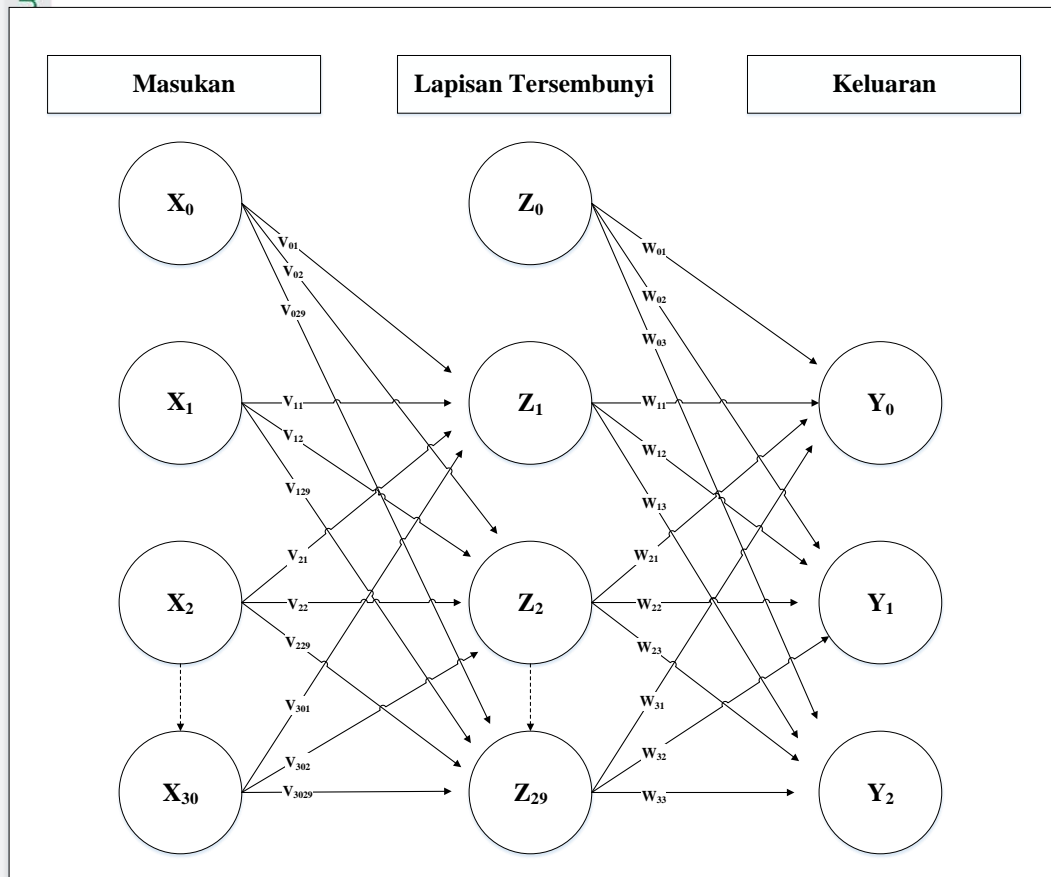 Masukan
Lapisan Tersembunyi
Keluaran
X₀
Z₀
V₀₁
V₀₂
V₀₂₉
W₀₁
W₀₂
W₀₃
X₁
Z₁
Y₀
V₁₁
V₁₂
V₁₂₉
W₁₁
W₁₂
W₁₃
X₂
Z₂
Y₁
V₂₁
V₂₂
V₂₂₉
W₂₁
W₂₂
W₂₃
X₃₀
Z₂₉
Y₂
V₃₀₁
V₃₀₂
V₃₀₂₉
W₃₁
W₃₂
W₃₃